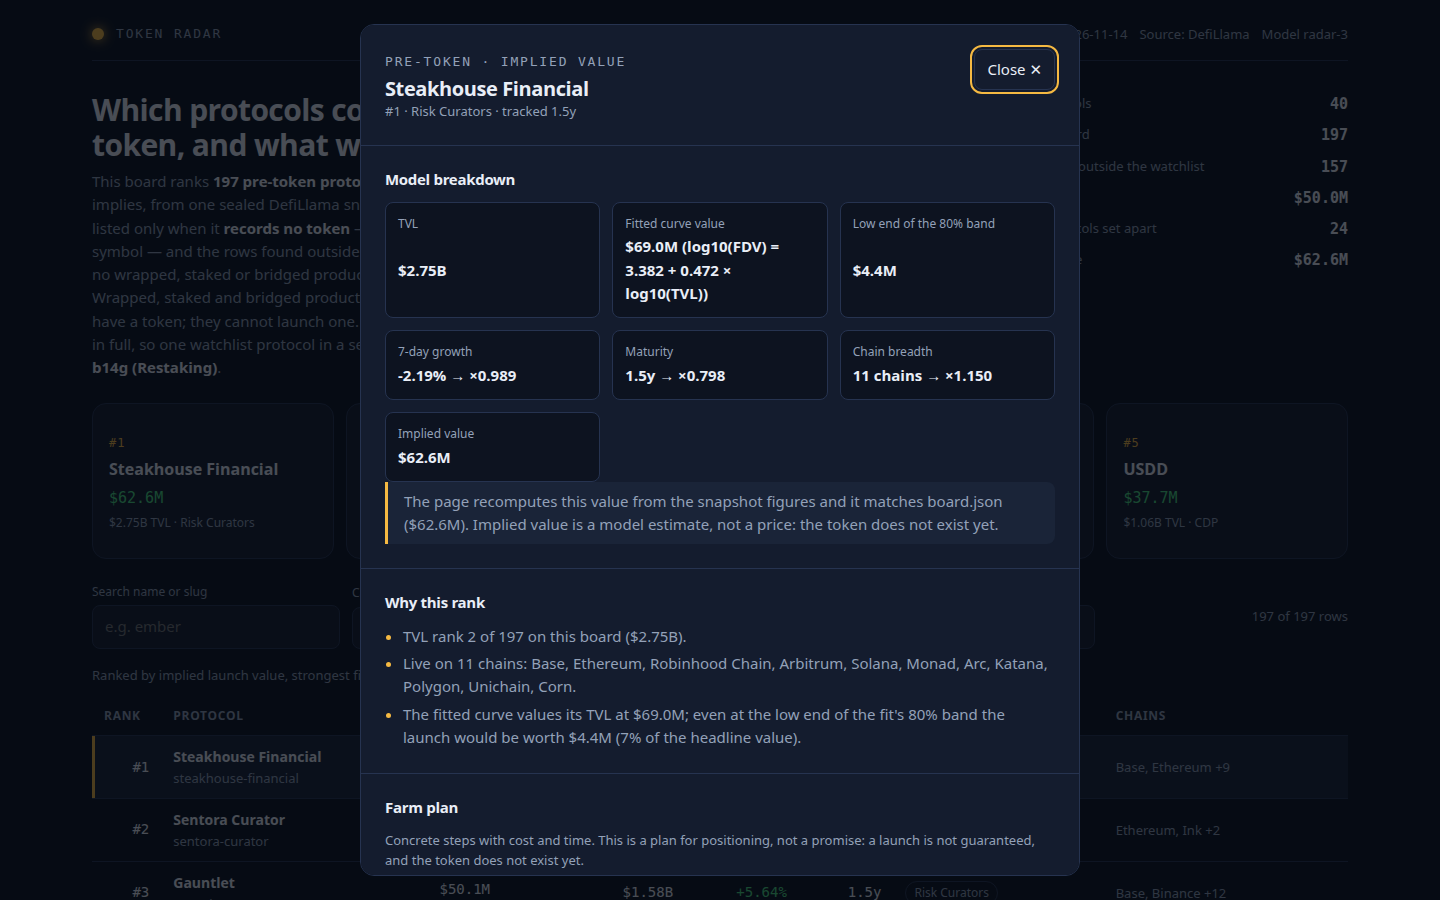 TOKEN RADAR
26-11-14 Source: DefiLlama Model radar-3
Which protocols co
token, and what w
This board ranks 197 pre-token proto
implies, from one sealed DefiLlama sn
listed only when it records no token –
symbol — and the rows found outside
no wrapped, staked or bridged produc
Wrapped, staked and bridged product
have a token; they cannot launch one.
in full, so one watchlist protocol in a se
b14g (Restaking).
ols 40
rd 197
outside the watchlist 157
$50.0M
cols set apart 24
e $62.6M
PRE-TOKEN · IMPLIED VALUE
Steakhouse Financial
#1 · Risk Curators · tracked 1.5y
Close ✕
Model breakdown
TVL
$2.75B
Fitted curve value
$69.0M (log10(FDV) =
3.382 + 0.472 ×
log10(TVL))
Low end of the 80% band
$4.4M
7-day growth
-2.19% → ×0.989
Maturity
1.5y → ×0.798
Chain breadth
11 chains → ×1.150
Implied value
$62.6M
The page recomputes this value from the snapshot figures and it matches board.json
($62.6M). Implied value is a model estimate, not a price: the token does not exist yet.
Why this rank
TVL rank 2 of 197 on this board ($2.75B).
Live on 11 chains: Base, Ethereum, Robinhood Chain, Arbitrum, Solana, Monad, Arc, Katana,
Polygon, Unichain, Corn.
The fitted curve values its TVL at $69.0M; even at the low end of the fit's 80% band the
launch would be worth $4.4M (7% of the headline value).
Farm plan
Concrete steps with cost and time. This is a plan for positioning, not a promise: a launch is not guaranteed,
and the token does not exist yet.
#1
Steakhouse Financial
$62.6M
$2.75B TVL · Risk Curators
#5
USDD
$37.7M
$1.06B TVL · CDP
Search name or slug
C
e.g. ember
197 of 197 rows
Ranked by implied launch value, strongest fi
RANK PROTOCOL CHAINS
#1 Steakhouse Financial
steakhouse-financial
Base, Ethereum +9
#2 Sentora Curator
sentora-curator
Ethereum, Ink +2
#3 Gauntlet $50.1M $1.58B +5.64% 1.5y Risk Curators Base, Binance +12